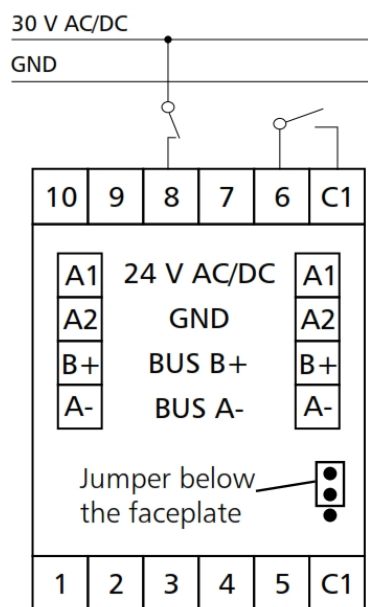 30 V AC/DC
GND
10 9 8 7 6 C1
A1 24 V AC/DC A1
A2 GND A2
B+ BUS B+ B+
A- BUS A- A-
Jumper below
the faceplate
1 2 3 4 5 C1